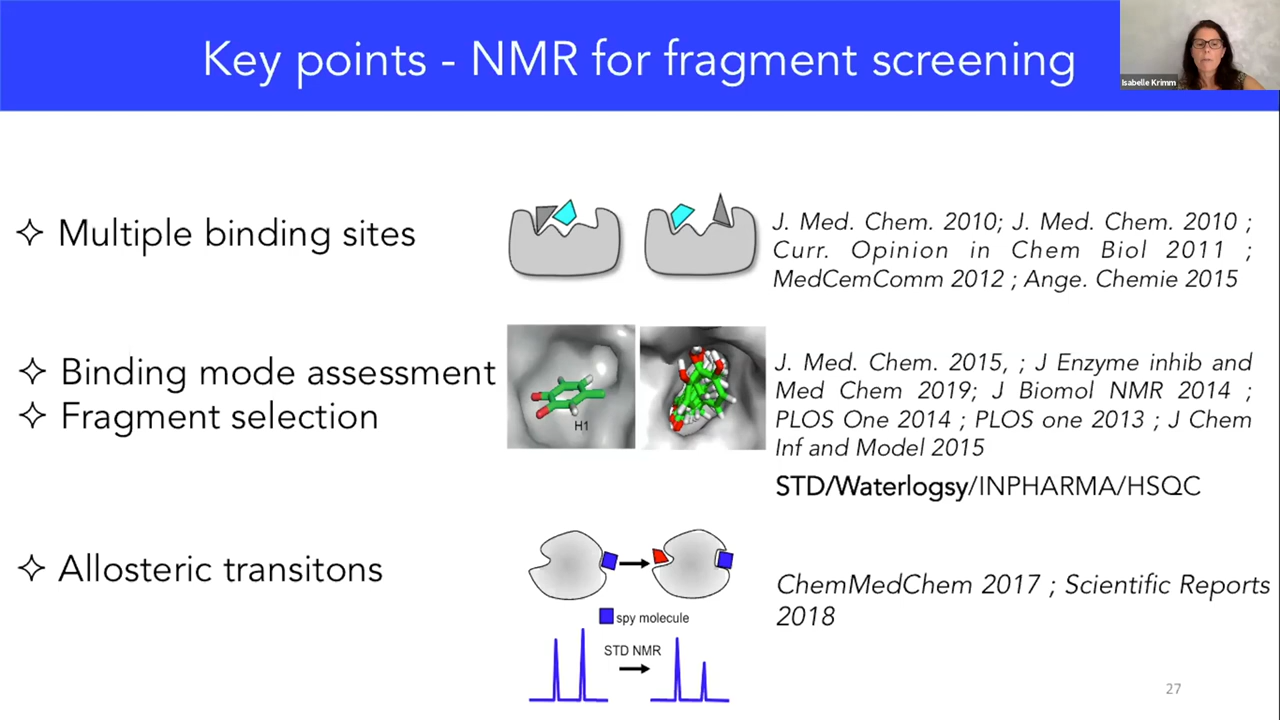 Key points - NMR for fragment screening
Isabelle Krimm
✧ Multiple binding sites
J. Med. Chem. 2010; J. Med. Chem. 2010 ;
Curr. Opinion in Chem Biol 2011 ;
MedCemComm 2012 ; Ange. Chemie 2015
✧ Binding mode assessment
✧ Fragment selection
H1
J. Med. Chem. 2015, ; J Enzyme inhib and
Med Chem 2019; J Biomol NMR 2014 ;
PLOS One 2014 ; PLOS one 2013 ; J Chem
Inf and Model 2015
STD/Waterlogsy/INPHARMA/HSQC
✧ Allosteric transitons
spy molecule
STD NMR
ChemMedChem 2017 ; Scientific Reports
2018
27